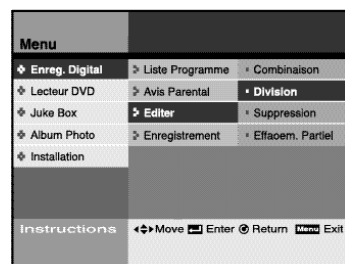 Menu
Enreg. Digital
Liste Programme
Combinaison
Lecteur DVD
Avis Parental
Division
Juke Box
Editer
Suppression
Album Photo
Enregistrement
Effaoem. Partiel
Installation
Instructions
Move Enter Return Menu Exit